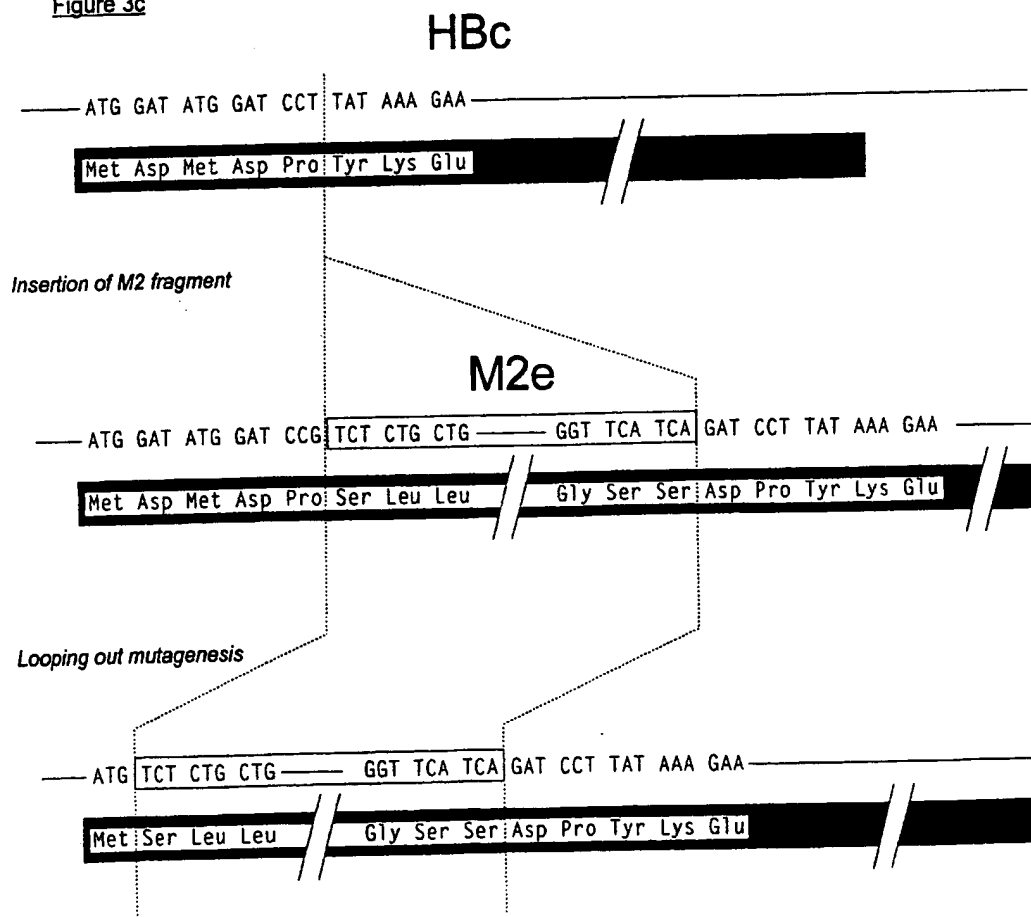 Figure 3c
HBc
ATG GAT ATG GAT CCT TAT AAA GAA
Met Asp Met Asp Pro Tyr Lys Glu
Insertion of M2 fragment
M2e
ATG GAT ATG GAT CCG TCT CTG CTG GGT TCA TCA GAT CCT TAT AAA GAA
Met Asp Met Asp Pro Ser Leu Leu Gly Ser Ser Asp Pro Tyr Lys Glu
Looping out mutagenesis
ATG TCT CTG CTG GGT TCA TCA GAT CCT TAT AAA GAA
Met Ser Leu Leu Gly Ser Ser Asp Pro Tyr Lys Glu